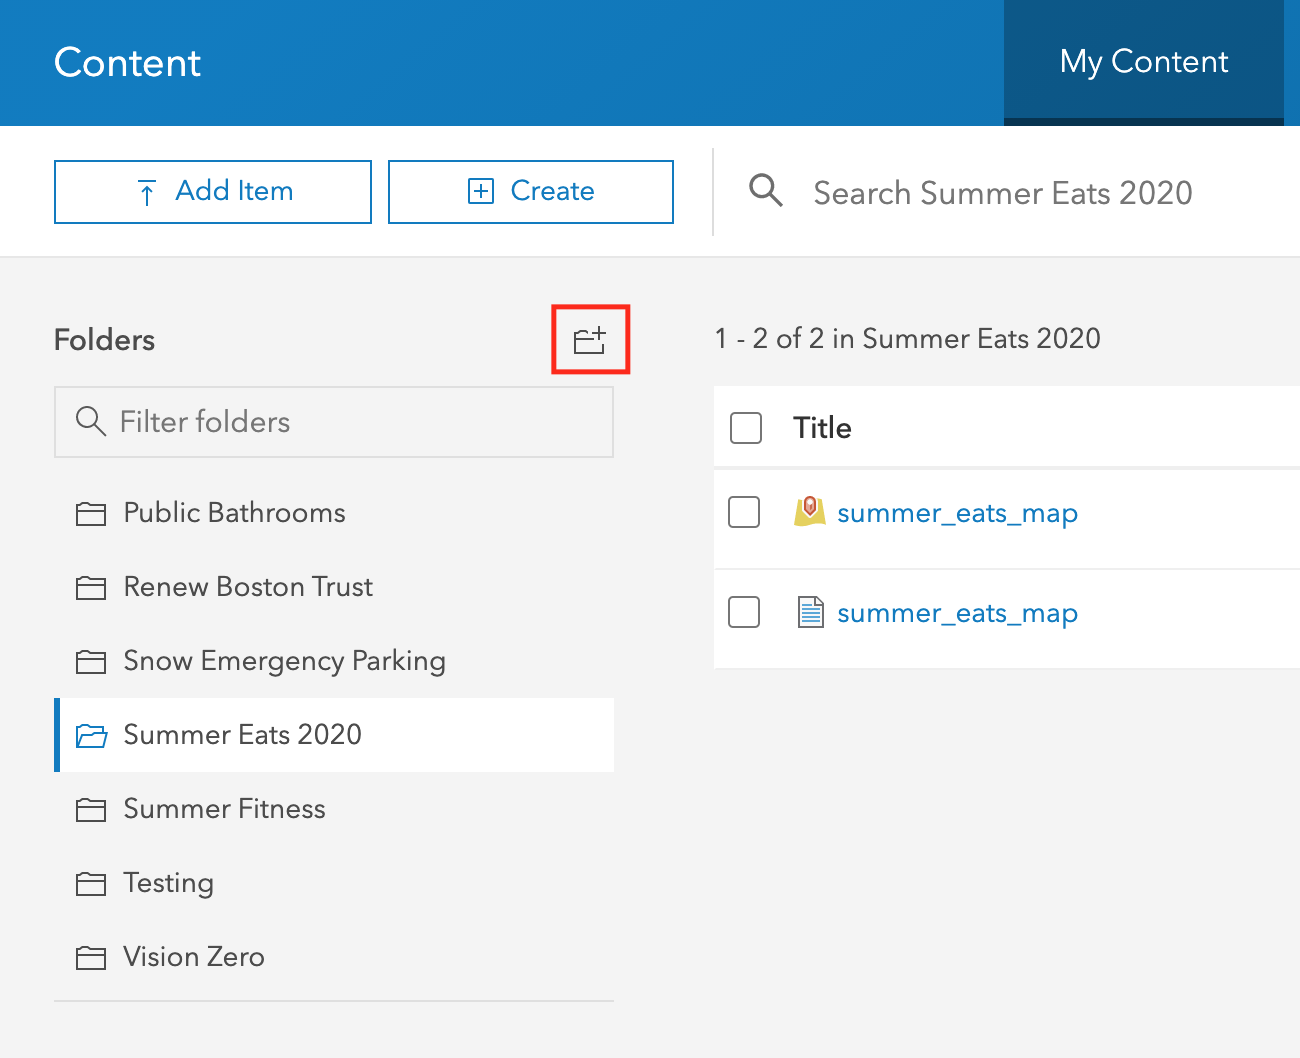 Content
My Content
Add Item
Create
Search Summer Eats 2020
Folders
Filter folders
Public Bathrooms
Renew Boston Trust
Snow Emergency Parking
Summer Eats 2020
Summer Fitness
Testing
Vision Zero
1 - 2 of 2 in Summer Eats 2020
Title
summer_eats_map
summer_eats_map